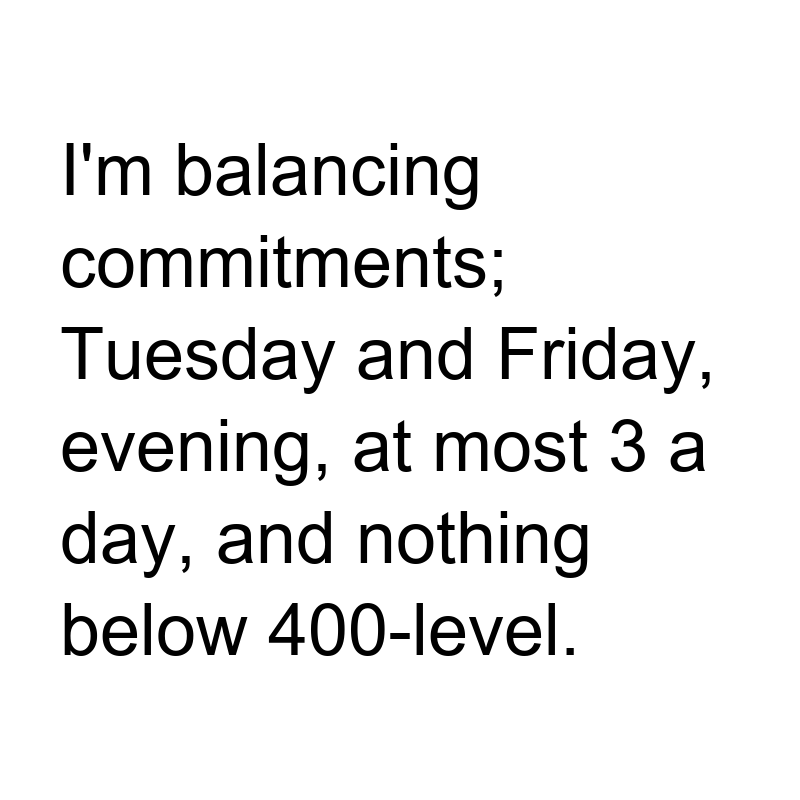 I'm balancing
commitments;
Tuesday and Friday,
evening, at most 3 a
day, and nothing
below 400-level.